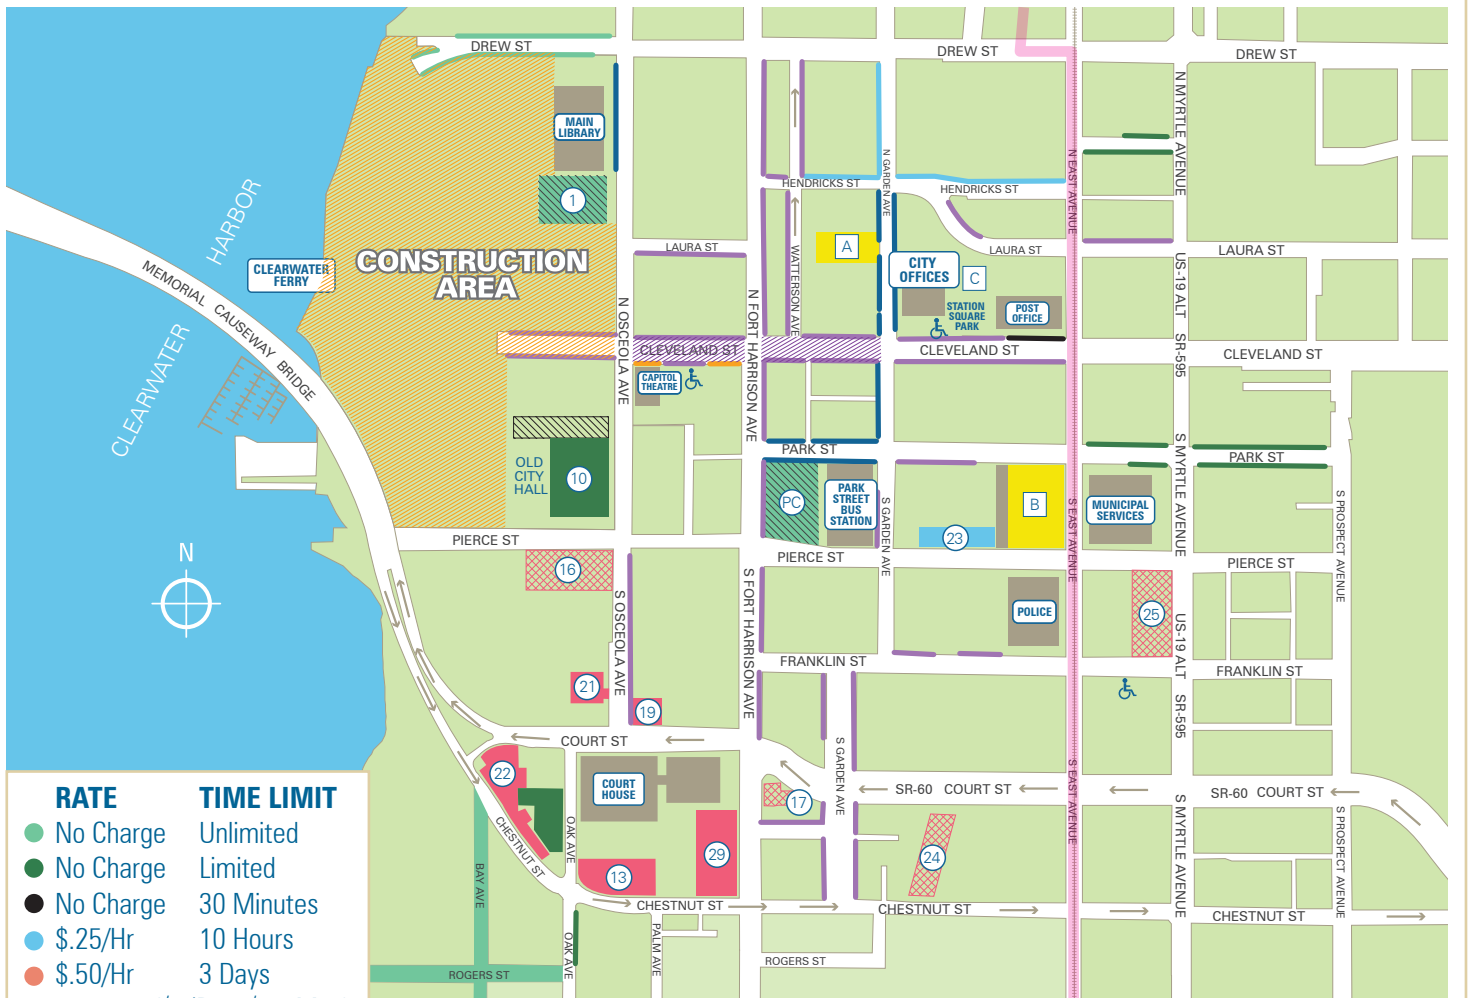 DREW ST
DREW ST
DREW ST
MAIN
LIBRARY
1
HENDRICKS ST
HENDRICKS ST
N GARDEN AVE
N EAST AVENUE
N MYRTLE AVENUE
HARBOR
CLEARWATER
FERRY
CONSTRUCTION
AREA
LAURA ST
LAURA ST
LAURA ST
WATTERSON AVE
A
CITY
OFFICES
C
STATION
SQUARE
PARK
POST
OFFICE
US-19 ALT
SR-595
MEMORIAL CAUSEWAY BRIDGE
CLEARWATER
N OSCEOLA AVE
N FORT HARRISON AVE
CLEVELAND ST
CLEVELAND ST
CLEVELAND ST
CAPITOL
THEATRE
PARK ST
PARK ST
OLD
CITY
HALL
10
PC
PARK
STREET
BUS
STATION
S GARDEN AVE
23
B
S EAST AVENUE
MUNICIPAL
SERVICES
S MYRTLE AVENUE
S PROSPECT AVENUE
PIERCE ST
PIERCE ST
PIERCE ST
N
16
S OSCEOLA AVE
S FORT HARRISON AVE
POLICE
25
US-19 ALT
SR-595
FRANKLIN ST
FRANKLIN ST
21
19
COURT ST
22
COURT
HOUSE
17
S GARDEN AVE
SR-60 COURT ST
SR-60 COURT ST
S EAST AVENUE
S MYRTLE AVENUE
S PROSPECT AVENUE
CHESTNUT ST
OAK AVE
13
29
24
BAY AVE
CHESTNUT ST
CHESTNUT ST
CHESTNUT ST
OAK AVE
PALM AVE
ROGERS ST
ROGERS ST
RATE TIME LIMIT
No Charge Unlimited
No Charge Limited
No Charge 30 Minutes
$.25/Hr 10 Hours
$.50/Hr 3 Days